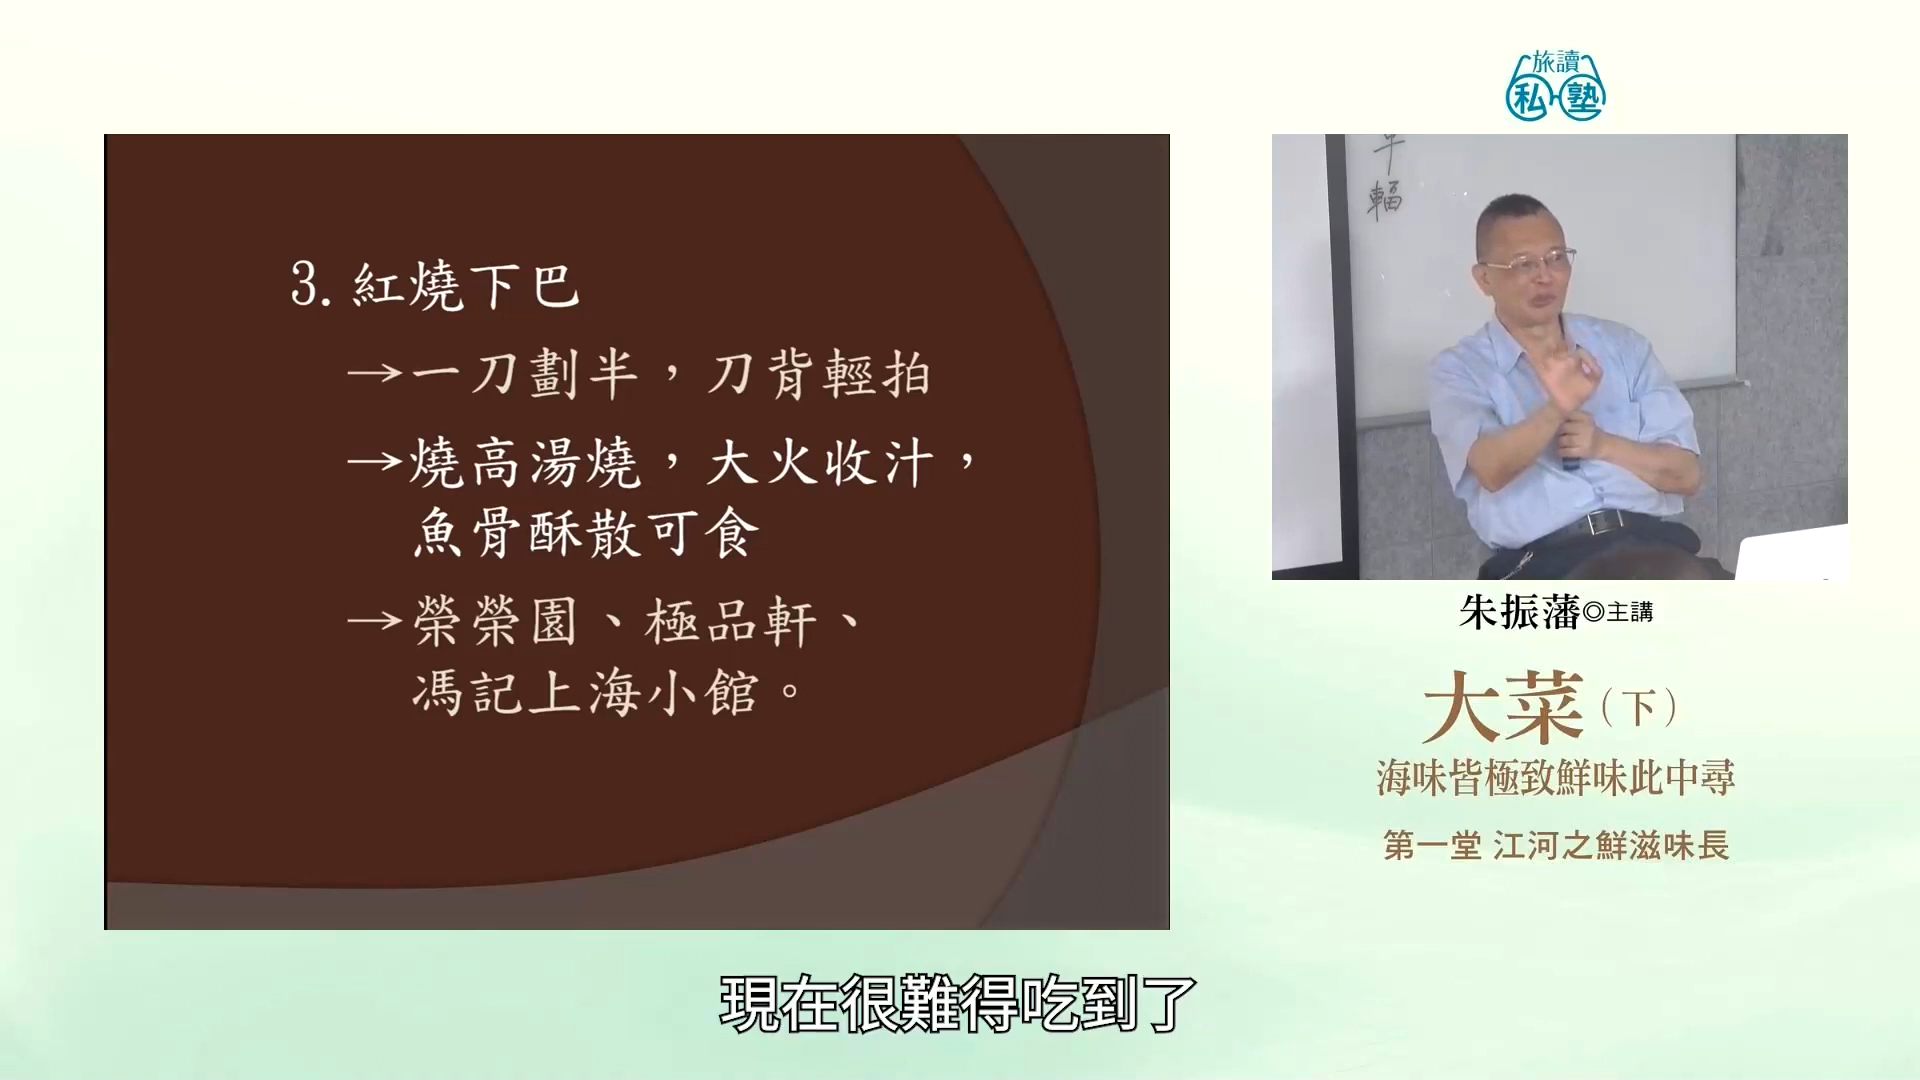 旅讀
私塾
3.紅燒下巴
→一刀劃半，刀背輕拍
→燒高湯燒，大火收汁，
魚骨酥散可食
→榮榮園、極品軒、
馮記上海小館。
輻
朱振藩◎主講
大菜（下）
海味皆極致鮮味此中尋
第一堂 江河之鮮滋味長
現在很難得吃到了